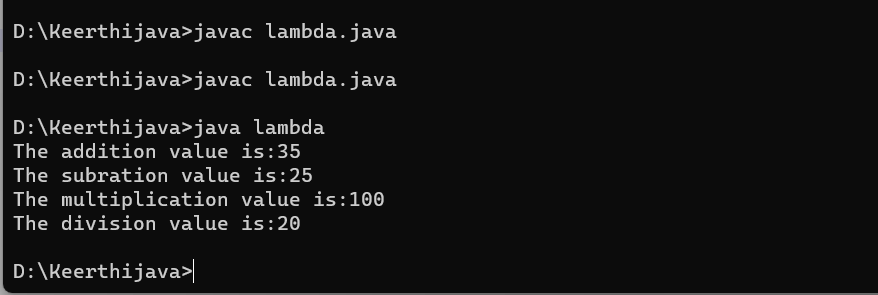 D:\Keerthijava>javac lambda.java
D:\Keerthijava>javac lambda.java
D:\Keerthijava>java lambda
The addition value is:35
The subration value is:25
The multiplication value is:100
The division value is:20
D:\Keerthijava>